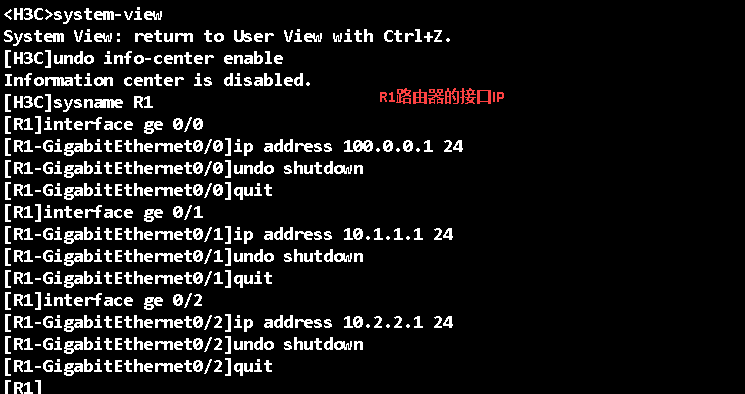 <H3C>system-view
System View: return to User View with Ctrl+Z.
[H3C]undo info-center enable
Information center is disabled.
[H3C]sysname R1
R1路由器的接口IP
[R1]interface ge 0/0
[R1-GigabitEthernet0/0]ip address 100.0.0.1 24
[R1-GigabitEthernet0/0]undo shutdown
[R1-GigabitEthernet0/0]quit
[R1]interface ge 0/1
[R1-GigabitEthernet0/1]ip address 10.1.1.1 24
[R1-GigabitEthernet0/1]undo shutdown
[R1-GigabitEthernet0/1]quit
[R1]interface ge 0/2
[R1-GigabitEthernet0/2]ip address 10.2.2.1 24
[R1-GigabitEthernet0/2]undo shutdown
[R1-GigabitEthernet0/2]quit
[R1]